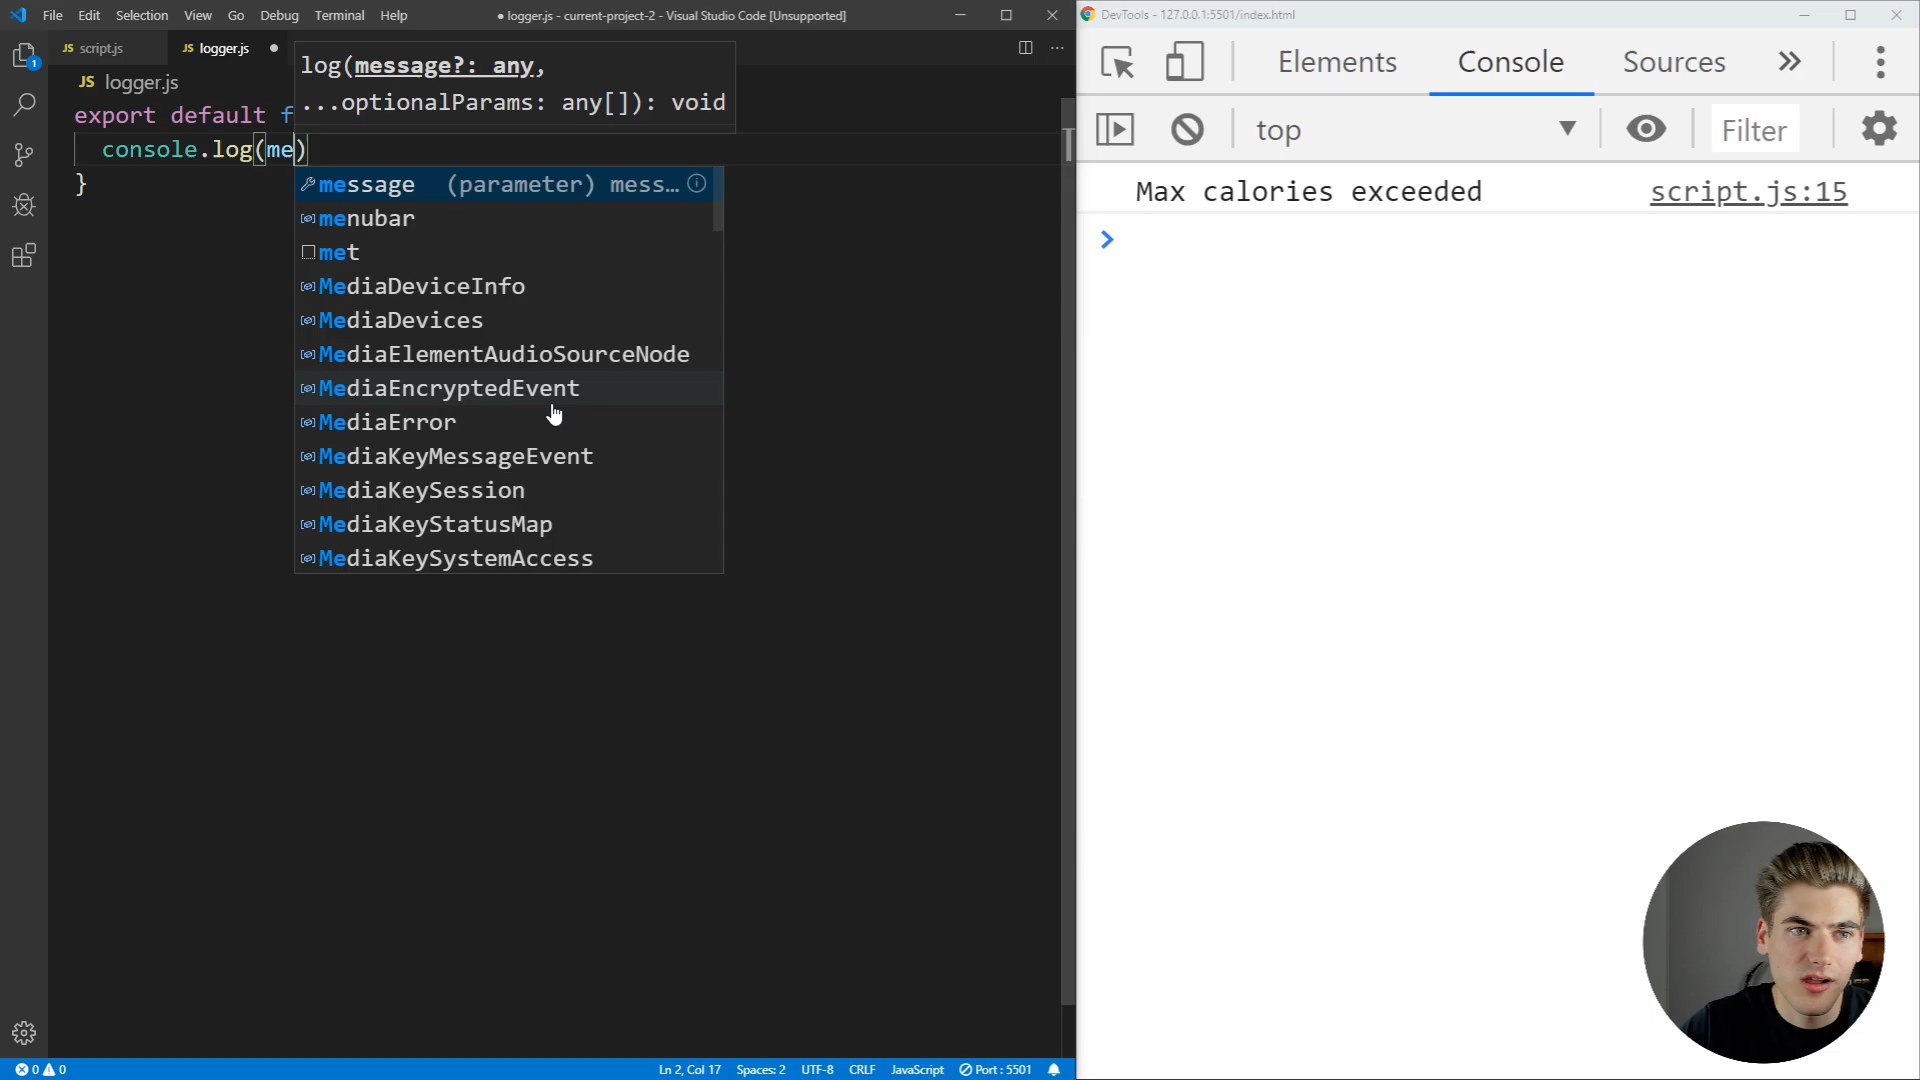 File Edit Selection View Go Debug Terminal Help
● logger.js - current-project-2 - Visual Studio Code [Unsupported]
JS script.js
JS logger.js ●
JS logger.js
log(message?: any,
...optionalParams: any[]): void
export default f
console.log(me)
}
message (parameter) mess...
menubar
met
MediaDeviceInfo
MediaDevices
MediaElementAudioSourceNode
MediaEncryptedEvent
MediaError
MediaKeyMessageEvent
MediaKeySession
MediaKeyStatusMap
MediaKeySystemAccess
1
0 0
Ln 2, Col 17 Spaces: 2 UTF-8 CRLF JavaScript Port : 5501
DevTools - 127.0.0.1:5501/index.html
Elements Console Sources »
top Filter
Max calories exceeded script.js:15
>